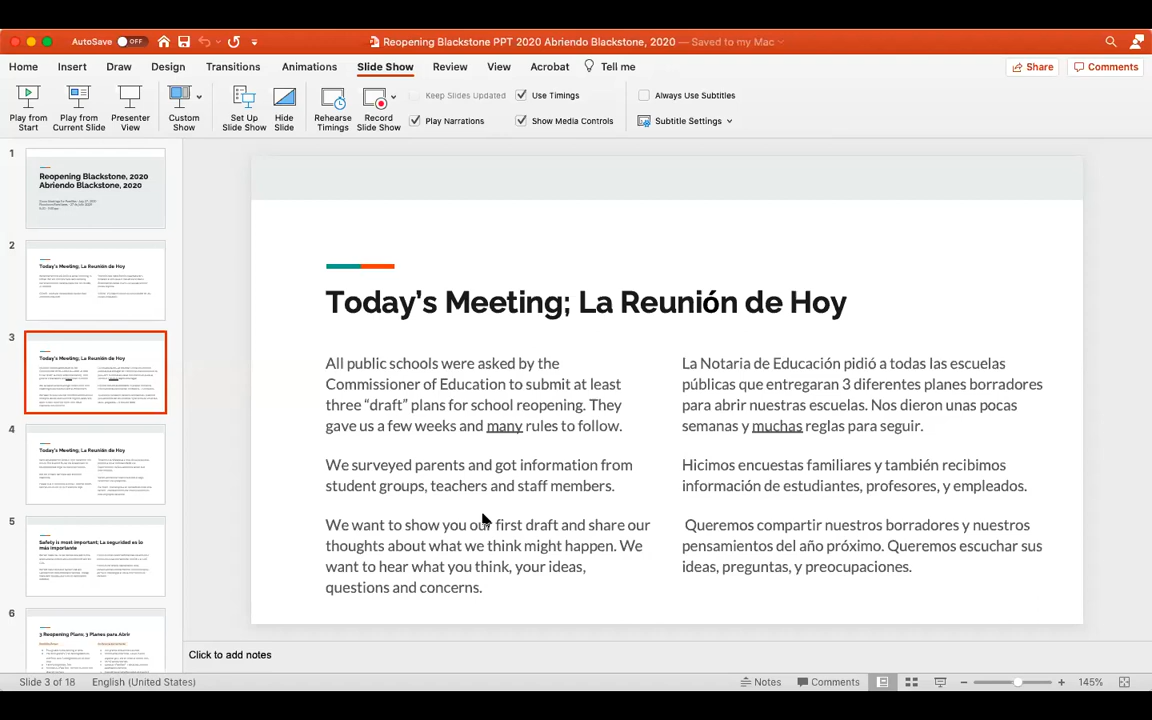 AutoSave OFF
Reopening Blackstone PPT 2020 Abriendo Blackstone, 2020 — Saved to my Mac
Home Insert Draw Design Transitions Animations Slide Show Review View Acrobat Tell me Share Comments
Play from Start
Play from Current Slide
Presenter View
Custom Show
Set Up Slide Show
Hide Slide
Rehearse Timings
Record Slide Show
Keep Slides Updated
Use Timings
Play Narrations
Show Media Controls
Always Use Subtitles
Subtitle Settings
1
Reopening Blackstone, 2020
Abriendo Blackstone, 2020
2
Today's Meeting; La Reunión de Hoy
3
Today's Meeting; La Reunión de Hoy
4
Today's Meeting; La Reunión de Hoy
5
Safety is most important; La seguridad es lo
más importante
6
3 Reopening Plans, 3 Planes para Abrir
Today's Meeting; La Reunión de Hoy
All public schools were asked by the
Commissioner of Education to submit at least
three “draft” plans for school reopening. They
gave us a few weeks and many rules to follow.
We surveyed parents and got information from
student groups, teachers and staff members.
We want to show you our first draft and share our
thoughts about what we think might happen. We
want to hear what you think, your ideas,
questions and concerns.
La Notaria de Educación pidió a todas las escuelas
públicas que entregaran 3 diferentes planes borradores
para abrir nuestras escuelas. Nos dieron unas pocas
semanas y muchas reglas para seguir.
Hicimos encuestas familiares y también recibimos
información de estudiantes, profesores, y empleados.
Queremos compartir nuestros borradores y nuestros
pensamientos del año próximo. Queremos escuchar sus
ideas, preguntas, y preocupaciones.
Click to add notes
Slide 3 of 18 English (United States) Notes Comments 145%